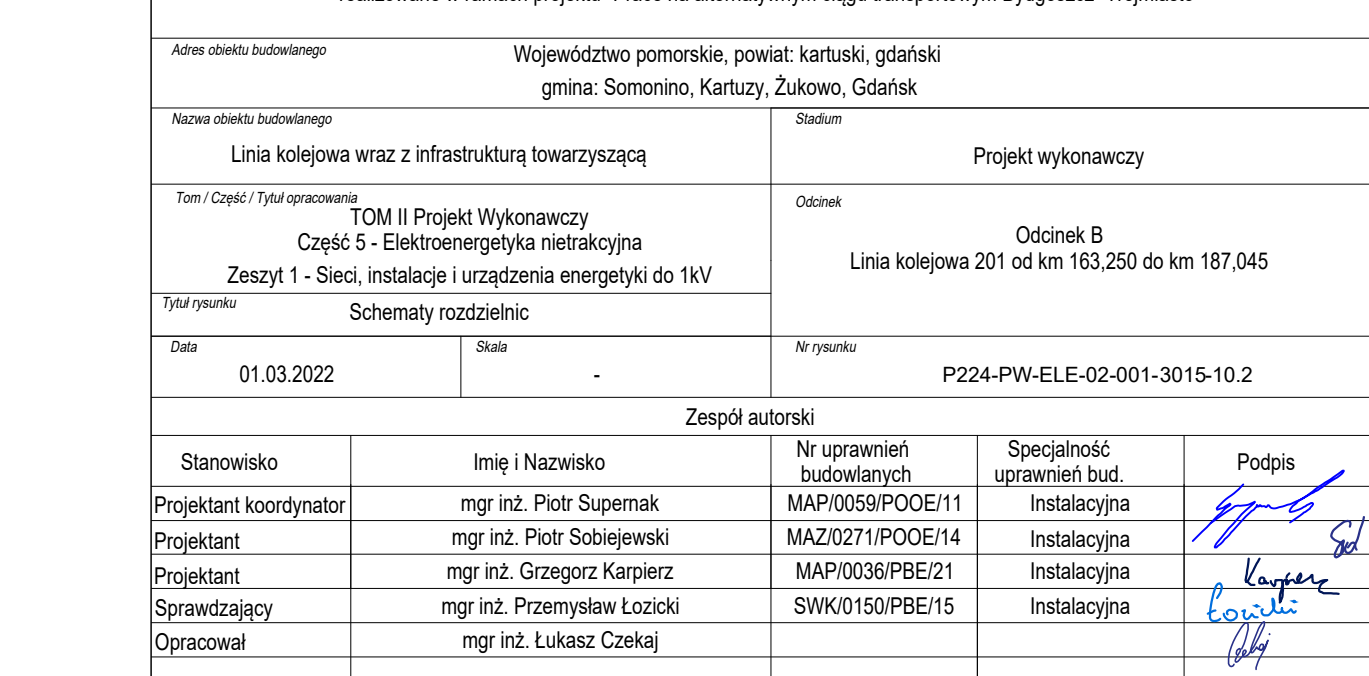 Adres obiektu budowlanego
Województwo pomorskie, powiat: kartuski, gdański
gmina: Somonino, Kartuzy, Żukowo, Gdańsk
Nazwa obiektu budowlanego
Linia kolejowa wraz z infrastrukturą towarzyszącą
Stadium
Projekt wykonawczy
Tom / Część / Tytuł opracowania
TOM II Projekt Wykonawczy
Część 5 - Elektroenergetyka nietrakcyjna
Zeszyt 1 - Sieci, instalacje i urządzenia energetyki do 1kV
Odcinek
Odcinek B
Linia kolejowa 201 od km 163,250 do km 187,045
Tytuł rysunku
Schematy rozdzielnic
Data
01.03.2022
Skala
-
Nr rysunku
P224-PW-ELE-02-001-3015-10.2
Zespół autorski
Stanowisko
Imię i Nazwisko
Nr uprawnień
budowlanych
Specjalność
uprawnień bud.
Podpis
Projektant koordynator
mgr inż. Piotr Supernak
MAP/0059/POOE/11
Instalacyjna
Projektant
mgr inż. Piotr Sobiejewski
MAZ/0271/POOE/14
Instalacyjna
Projektant
mgr inż. Grzegorz Karpierz
MAP/0036/PBE/21
Instalacyjna
Karpierz
Sprawdzający
mgr inż. Przemysław Łozicki
SWK/0150/PBE/15
Instalacyjna
Łozicki
Opracował
mgr inż. Łukasz Czekaj